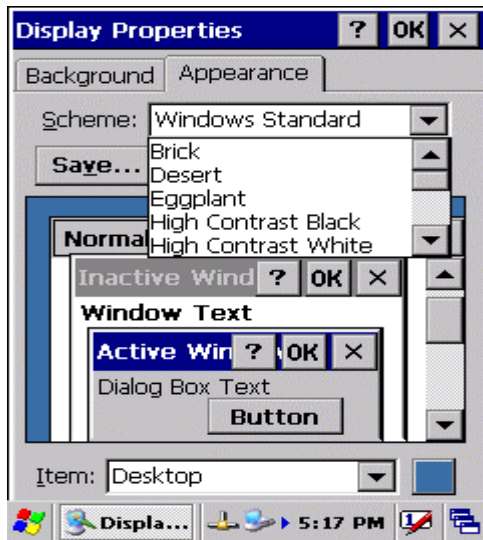 Display Properties ? OK ×
Background Appearance
Scheme: Windows Standard
Save...
Brick
Desert
Eggplant
High Contrast Black
High Contrast White
Normal
Inactive Wind ? OK ×
Window Text
Active Win ? OK ×
Dialog Box Text
Button
Item: Desktop
Displa... 5:17 PM